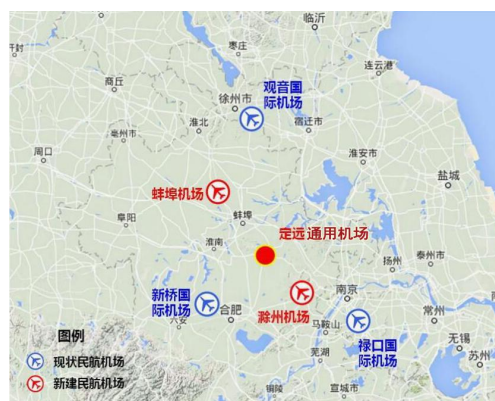 临沂
枣庄
连云港
商丘
观音国
际机场
徐州市
淮北
宿迁市
亳州市
淮安市
周口
盐城
蚌埠机场
阜阳
蚌埠
定远通用机场
淮南
扬州
泰州市
新桥国
际机场
南京
六安
合肥
滁州机场
常州
马鞍山
禄口国
际机场
图例
无锡
苏州
芜湖
现状民航机场
新建民航机场
铜陵
宣城市